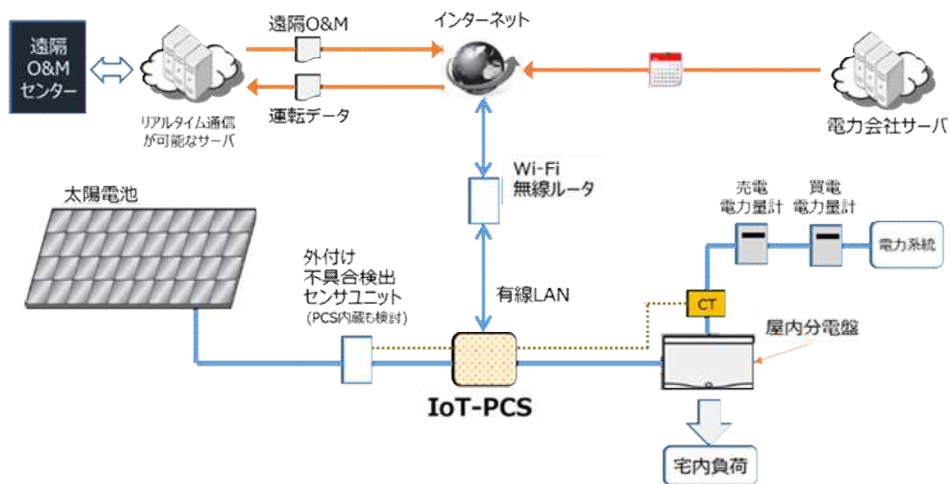 遠隔
O&M
センター
リアルタイム通信
が可能なサーバ
遠隔O&M
運転データ
インターネット
電力会社サーバ
Wi-Fi
無線ルータ
太陽電池
外付け
不具合検出
センサユニット
(PCS内蔵も検討)
有線LAN
売電
電力量計
買電
電力量計
電力系統
CT
屋内分電盤
IoT-PCS
宅内負荷